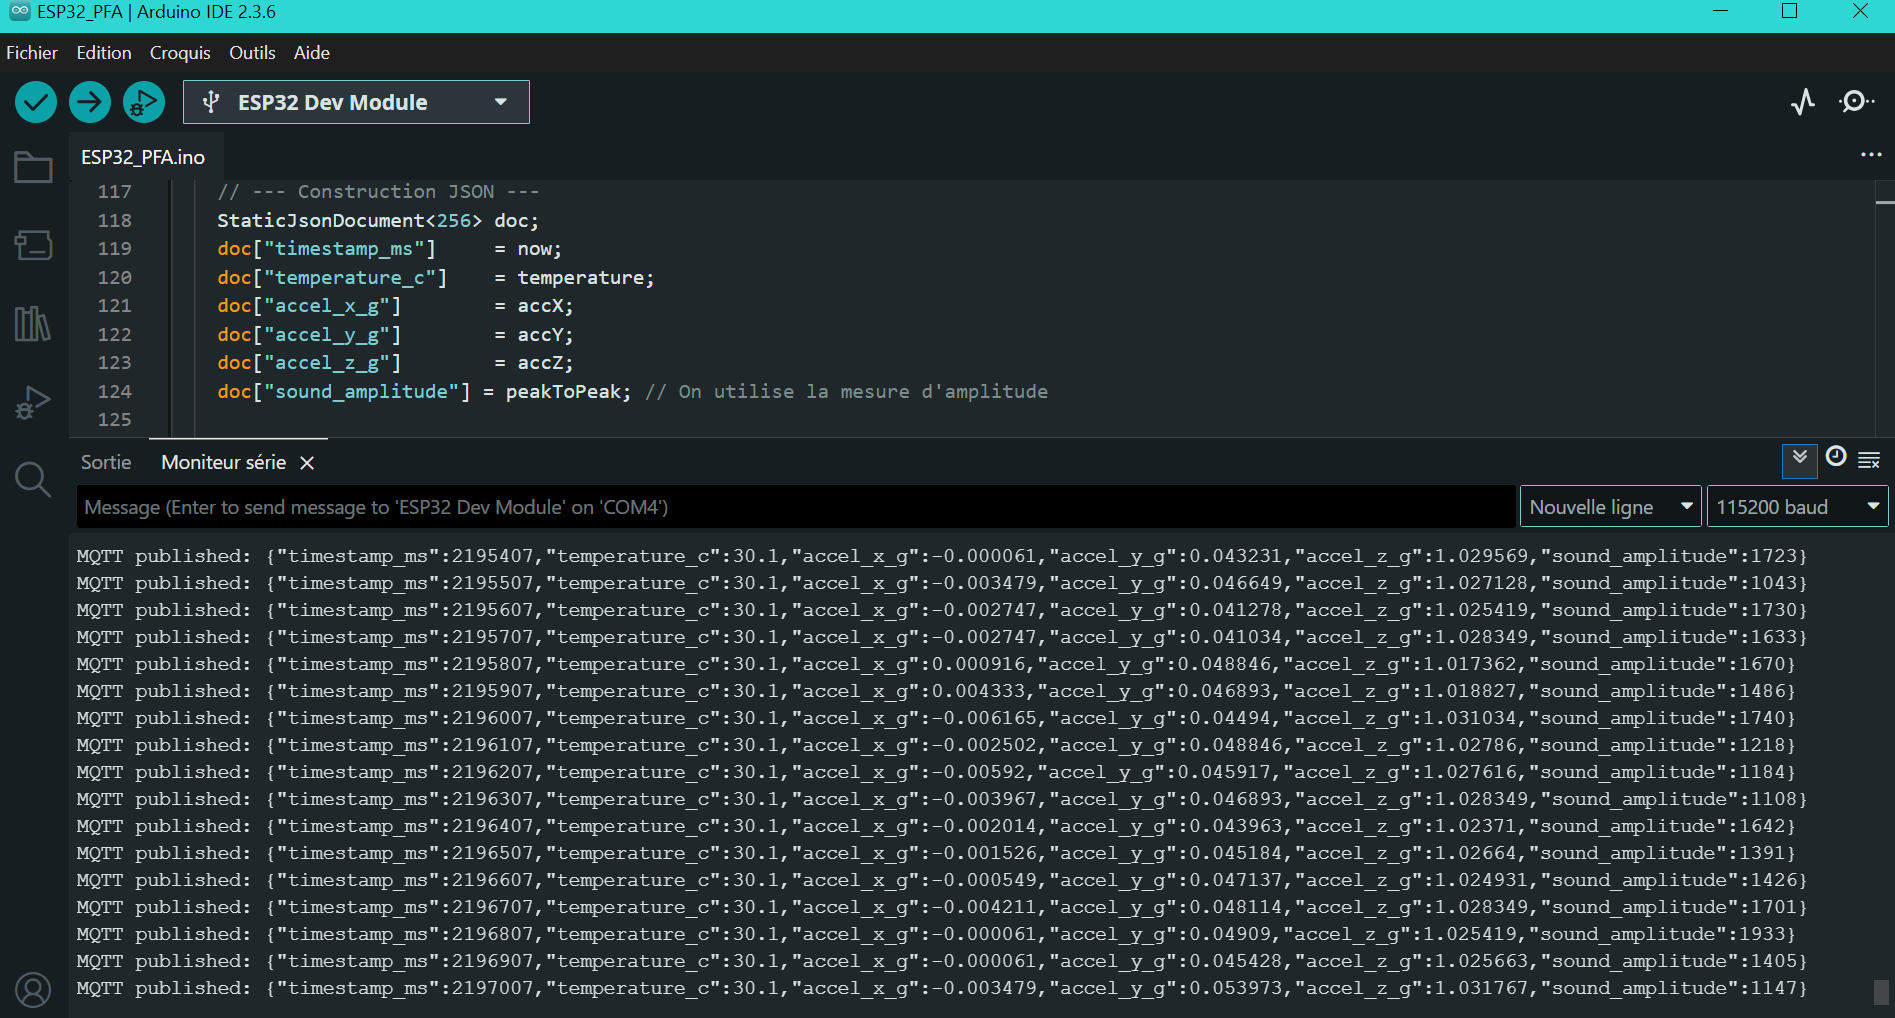 ESP32_PFA | Arduino IDE 2.3.6
Fichier Edition Croquis Outils Aide
ESP32 Dev Module
ESP32_PFA.ino
117 // --- Construction JSON ---
118 StaticJsonDocument<256> doc;
119 doc["timestamp_ms"] = now;
120 doc["temperature_c"] = temperature;
121 doc["accel_x_g"] = accX;
122 doc["accel_y_g"] = accY;
123 doc["accel_z_g"] = accZ;
124 doc["sound_amplitude"] = peakToPeak; // On utilise la mesure d'amplitude
125
Sortie Moniteur série
Message (Enter to send message to 'ESP32 Dev Module' on 'COM4') Nouvelle ligne 115200 baud
MQTT published: {"timestamp_ms":2195407,"temperature_c":30.1,"accel_x_g":-0.000061,"accel_y_g":0.043231,"accel_z_g":1.029569,"sound_amplitude":1723}
MQTT published: {"timestamp_ms":2195507,"temperature_c":30.1,"accel_x_g":-0.003479,"accel_y_g":0.046649,"accel_z_g":1.027128,"sound_amplitude":1043}
MQTT published: {"timestamp_ms":2195607,"temperature_c":30.1,"accel_x_g":-0.002747,"accel_y_g":0.041278,"accel_z_g":1.025419,"sound_amplitude":1730}
MQTT published: {"timestamp_ms":2195707,"temperature_c":30.1,"accel_x_g":-0.002747,"accel_y_g":0.041034,"accel_z_g":1.028349,"sound_amplitude":1633}
MQTT published: {"timestamp_ms":2195807,"temperature_c":30.1,"accel_x_g":0.000916,"accel_y_g":0.048846,"accel_z_g":1.017362,"sound_amplitude":1670}
MQTT published: {"timestamp_ms":2195907,"temperature_c":30.1,"accel_x_g":0.004333,"accel_y_g":0.046893,"accel_z_g":1.018827,"sound_amplitude":1486}
MQTT published: {"timestamp_ms":2196007,"temperature_c":30.1,"accel_x_g":-0.006165,"accel_y_g":0.04494,"accel_z_g":1.031034,"sound_amplitude":1740}
MQTT published: {"timestamp_ms":2196107,"temperature_c":30.1,"accel_x_g":-0.002502,"accel_y_g":0.048846,"accel_z_g":1.02786,"sound_amplitude":1218}
MQTT published: {"timestamp_ms":2196207,"temperature_c":30.1,"accel_x_g":-0.00592,"accel_y_g":0.045917,"accel_z_g":1.027616,"sound_amplitude":1184}
MQTT published: {"timestamp_ms":2196307,"temperature_c":30.1,"accel_x_g":-0.003967,"accel_y_g":0.046893,"accel_z_g":1.028349,"sound_amplitude":1108}
MQTT published: {"timestamp_ms":2196407,"temperature_c":30.1,"accel_x_g":-0.002014,"accel_y_g":0.043963,"accel_z_g":1.02371,"sound_amplitude":1642}
MQTT published: {"timestamp_ms":2196507,"temperature_c":30.1,"accel_x_g":-0.001526,"accel_y_g":0.045184,"accel_z_g":1.02664,"sound_amplitude":1391}
MQTT published: {"timestamp_ms":2196607,"temperature_c":30.1,"accel_x_g":-0.000549,"accel_y_g":0.047137,"accel_z_g":1.024931,"sound_amplitude":1426}
MQTT published: {"timestamp_ms":2196707,"temperature_c":30.1,"accel_x_g":-0.004211,"accel_y_g":0.048114,"accel_z_g":1.028349,"sound_amplitude":1701}
MQTT published: {"timestamp_ms":2196807,"temperature_c":30.1,"accel_x_g":-0.000061,"accel_y_g":0.04909,"accel_z_g":1.025419,"sound_amplitude":1933}
MQTT published: {"timestamp_ms":2196907,"temperature_c":30.1,"accel_x_g":-0.000061,"accel_y_g":0.045428,"accel_z_g":1.025663,"sound_amplitude":1405}
MQTT published: {"timestamp_ms":2197007,"temperature_c":30.1,"accel_x_g":-0.003479,"accel_y_g":0.053973,"accel_z_g":1.031767,"sound_amplitude":1147}